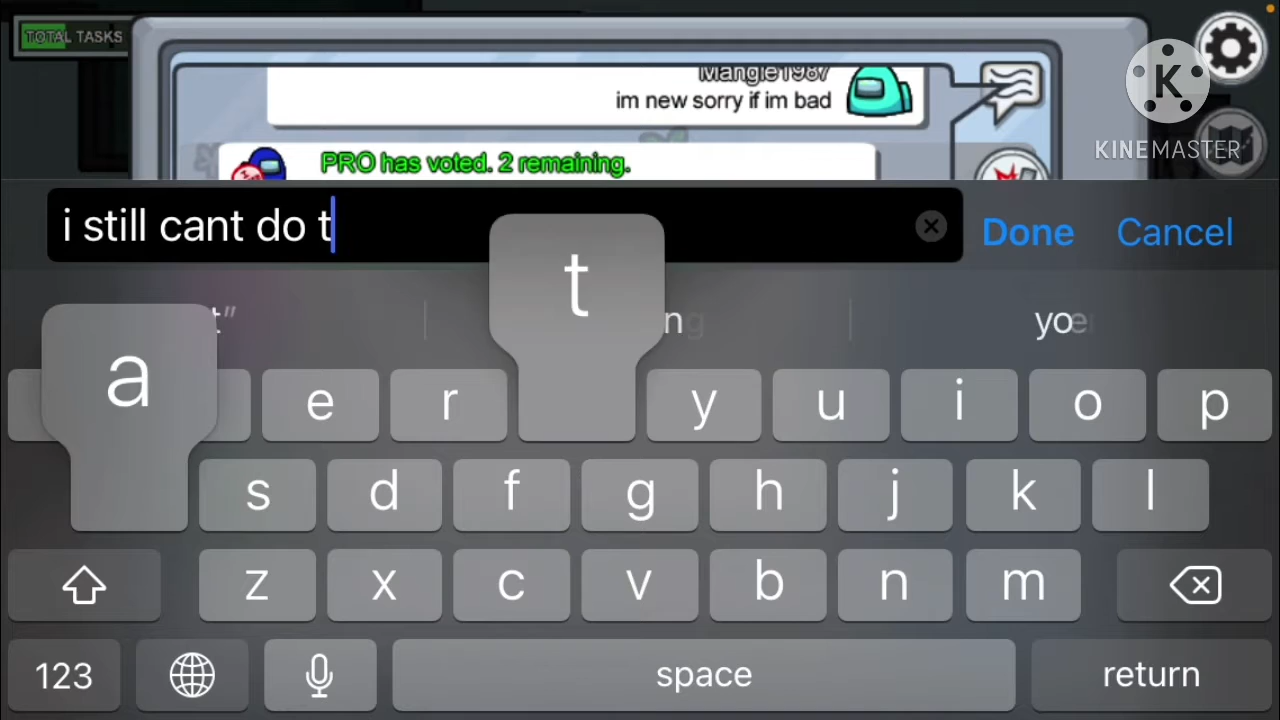 TOTAL TASKS
Mangle1987
im new sorry if im bad
K
KINEMASTER
PRO has voted. 2 remaining.
i still cant do t
Done
Cancel
a
t
e
r
y
u
i
o
p
s
d
f
g
h
j
k
l
z
x
c
v
b
n
m
123
space
return